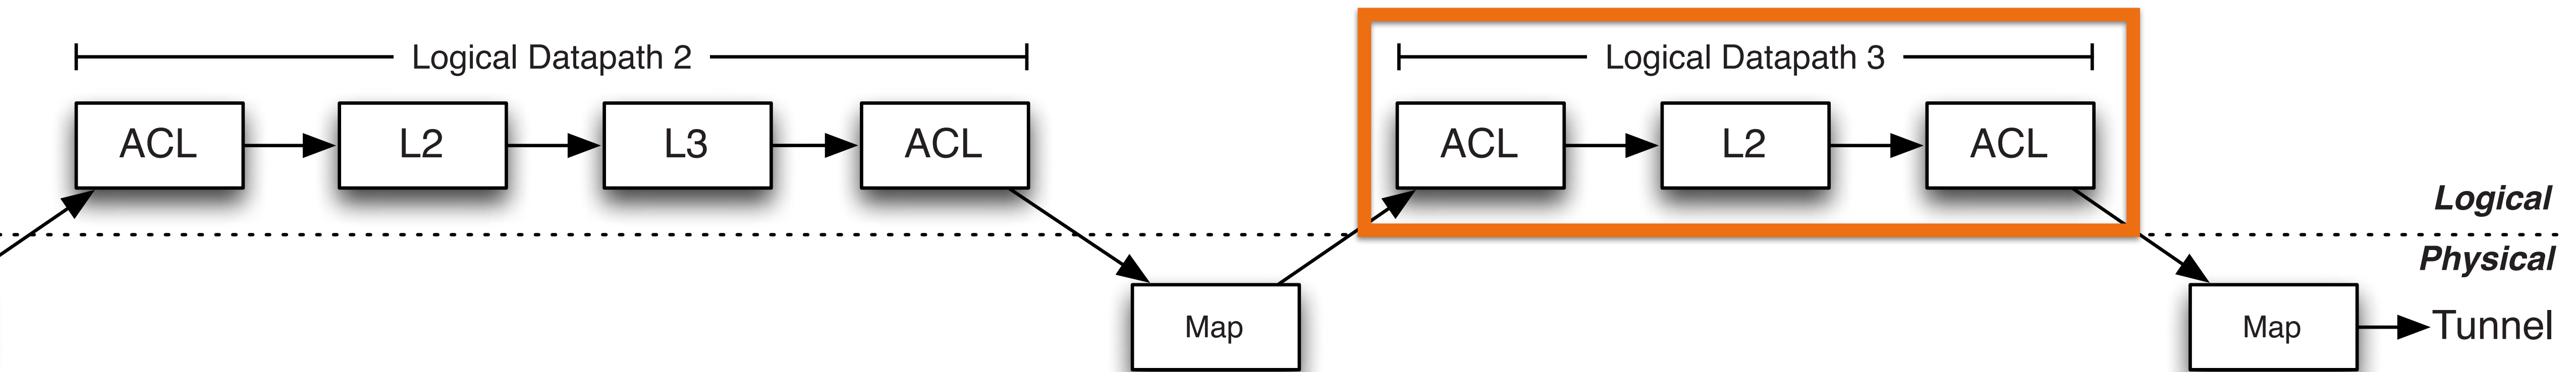 Logical Datapath 2
Logical Datapath 3
ACL
L2
L3
ACL
ACL
L2
ACL
Logical
Physical
Map
Map
Tunnel